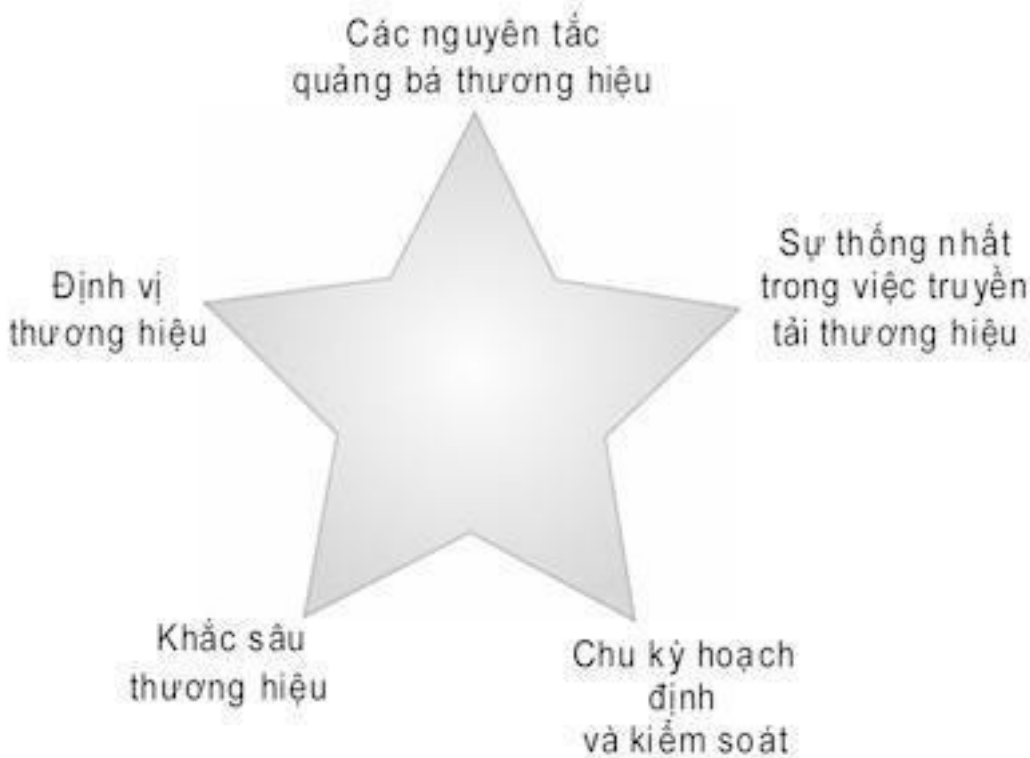 Các nguyên tắc
quảng bá thương hiệu
Sự thống nhất
trong việc truyền
tải thương hiệu
Định vị
thương hiệu
Khắc sâu
thương hiệu
Chu kỳ hoạch
định
và kiểm soát